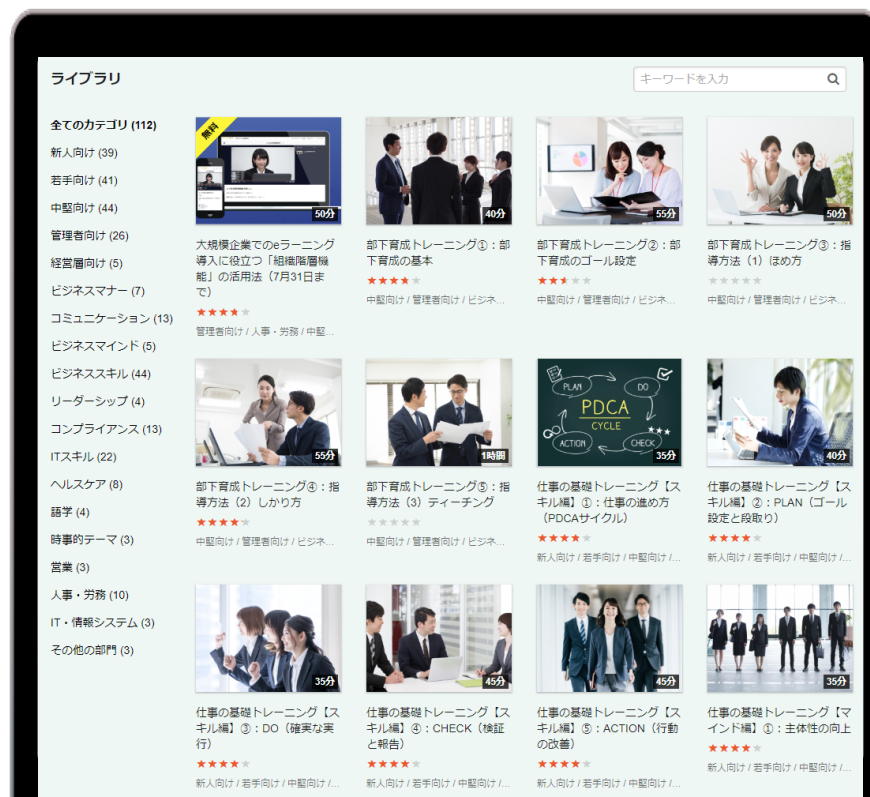 ライブラリ
キーワードを入力
全てのカテゴリ (112)
新人向け (39)
若手向け (41)
中堅向け (44)
管理者向け (26)
経営層向け (5)
ビジネスマナー (7)
コミュニケーション (13)
ビジネスマインド (5)
ビジネススキル (44)
リーダーシップ (4)
コンプライアンス (13)
ITスキル (22)
ヘルスケア (8)
語学 (4)
時事的テーマ (3)
営業 (3)
人事・労務 (10)
IT・情報システム (3)
その他の部門 (3)
無料
50分
大規模企業でのeラーニング
導入に役立つ「組織階層機
能」の活用法（7月31日ま
で）
管理者向け / 人事・労務 / 中堅...
40分
部下育成トレーニング①：部
下育成の基本
中堅向け / 管理者向け / ビジネ...
55分
部下育成トレーニング②：部
下育成のゴール設定
中堅向け / 管理者向け / ビジネ...
50分
部下育成トレーニング③：指
導方法（1）ほめ方
中堅向け / 管理者向け / ビジネ...
55分
部下育成トレーニング④：指
導方法（2）しかり方
中堅向け / 管理者向け / ビジネ...
1時間
部下育成トレーニング⑤：指
導方法（3）ティーチング
中堅向け / 管理者向け / ビジネ...
PLAN
DO
PDCA
CYCLE
ACTION
CHECK
35分
仕事の基礎トレーニング【ス
キル編】①：仕事の進め方
（PDCAサイクル）
新人向け / 若手向け / 中堅向け /...
40分
仕事の基礎トレーニング【ス
キル編】②：PLAN（ゴール
設定と段取り）
新人向け / 若手向け / 中堅向け /...
35分
仕事の基礎トレーニング【ス
キル編】③：DO（確実な実
行）
新人向け / 若手向け / 中堅向け /...
45分
仕事の基礎トレーニング【ス
キル編】④：CHECK（検証
と報告）
新人向け / 若手向け / 中堅向け /...
45分
仕事の基礎トレーニング【ス
キル編】⑤：ACTION（行動
の改善）
新人向け / 若手向け / 中堅向け /...
35分
仕事の基礎トレーニング【マ
インド編】①：主体性の向上
新人向け / 若手向け / 中堅向け /...